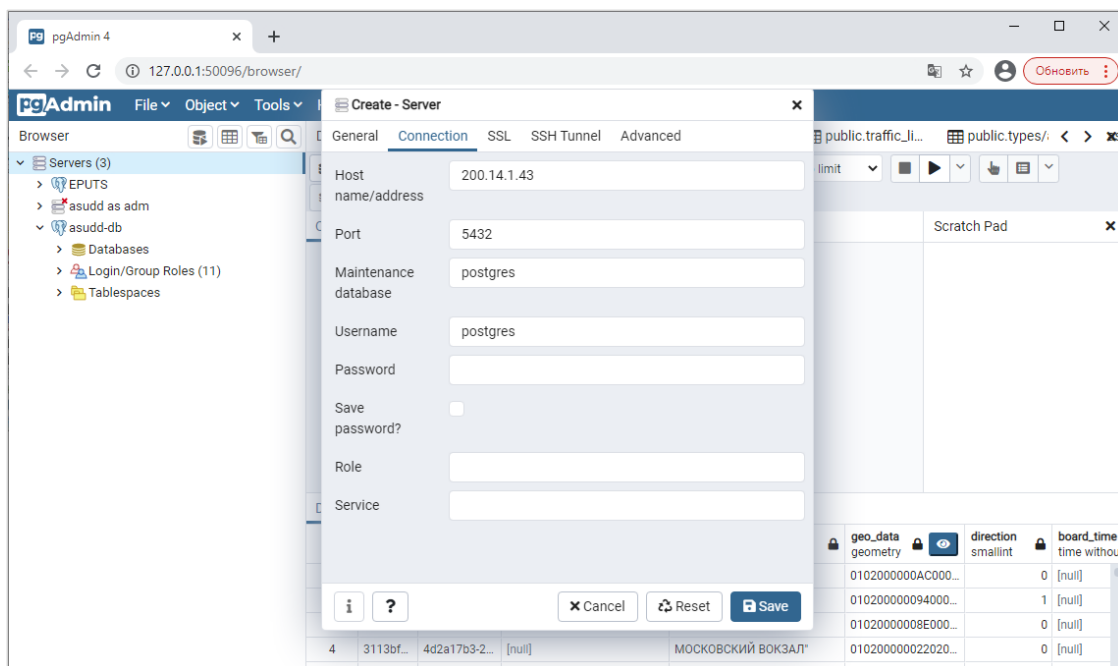 pgAdmin 4
127.0.0.1:50096/browser/
Обновить
pgAdmin File Object Tools
Browser
Servers (3)
EPUTS
asudd as adm
asudd-db
Databases
Login/Group Roles (11)
Tablespaces
Create - Server
General Connection SSL SSH Tunnel Advanced
Host name/address 200.14.1.43
Port 5432
Maintenance database postgres
Username postgres
Password
Save password?
Role
Service
i ? Cancel Reset Save
public.traffic_li... public.types/
limit
Scratch Pad
geo_data geometry direction smallint board_time time withou
0102000000AC000... 0 [null]
010200000094000... 1 [null]
01020000008E000... 0 [null]
4 3113bf... 4d2a17b3-2... [null] МОСКОВСКИЙ ВОКЗАЛ" 010200000022020... 0 [null]